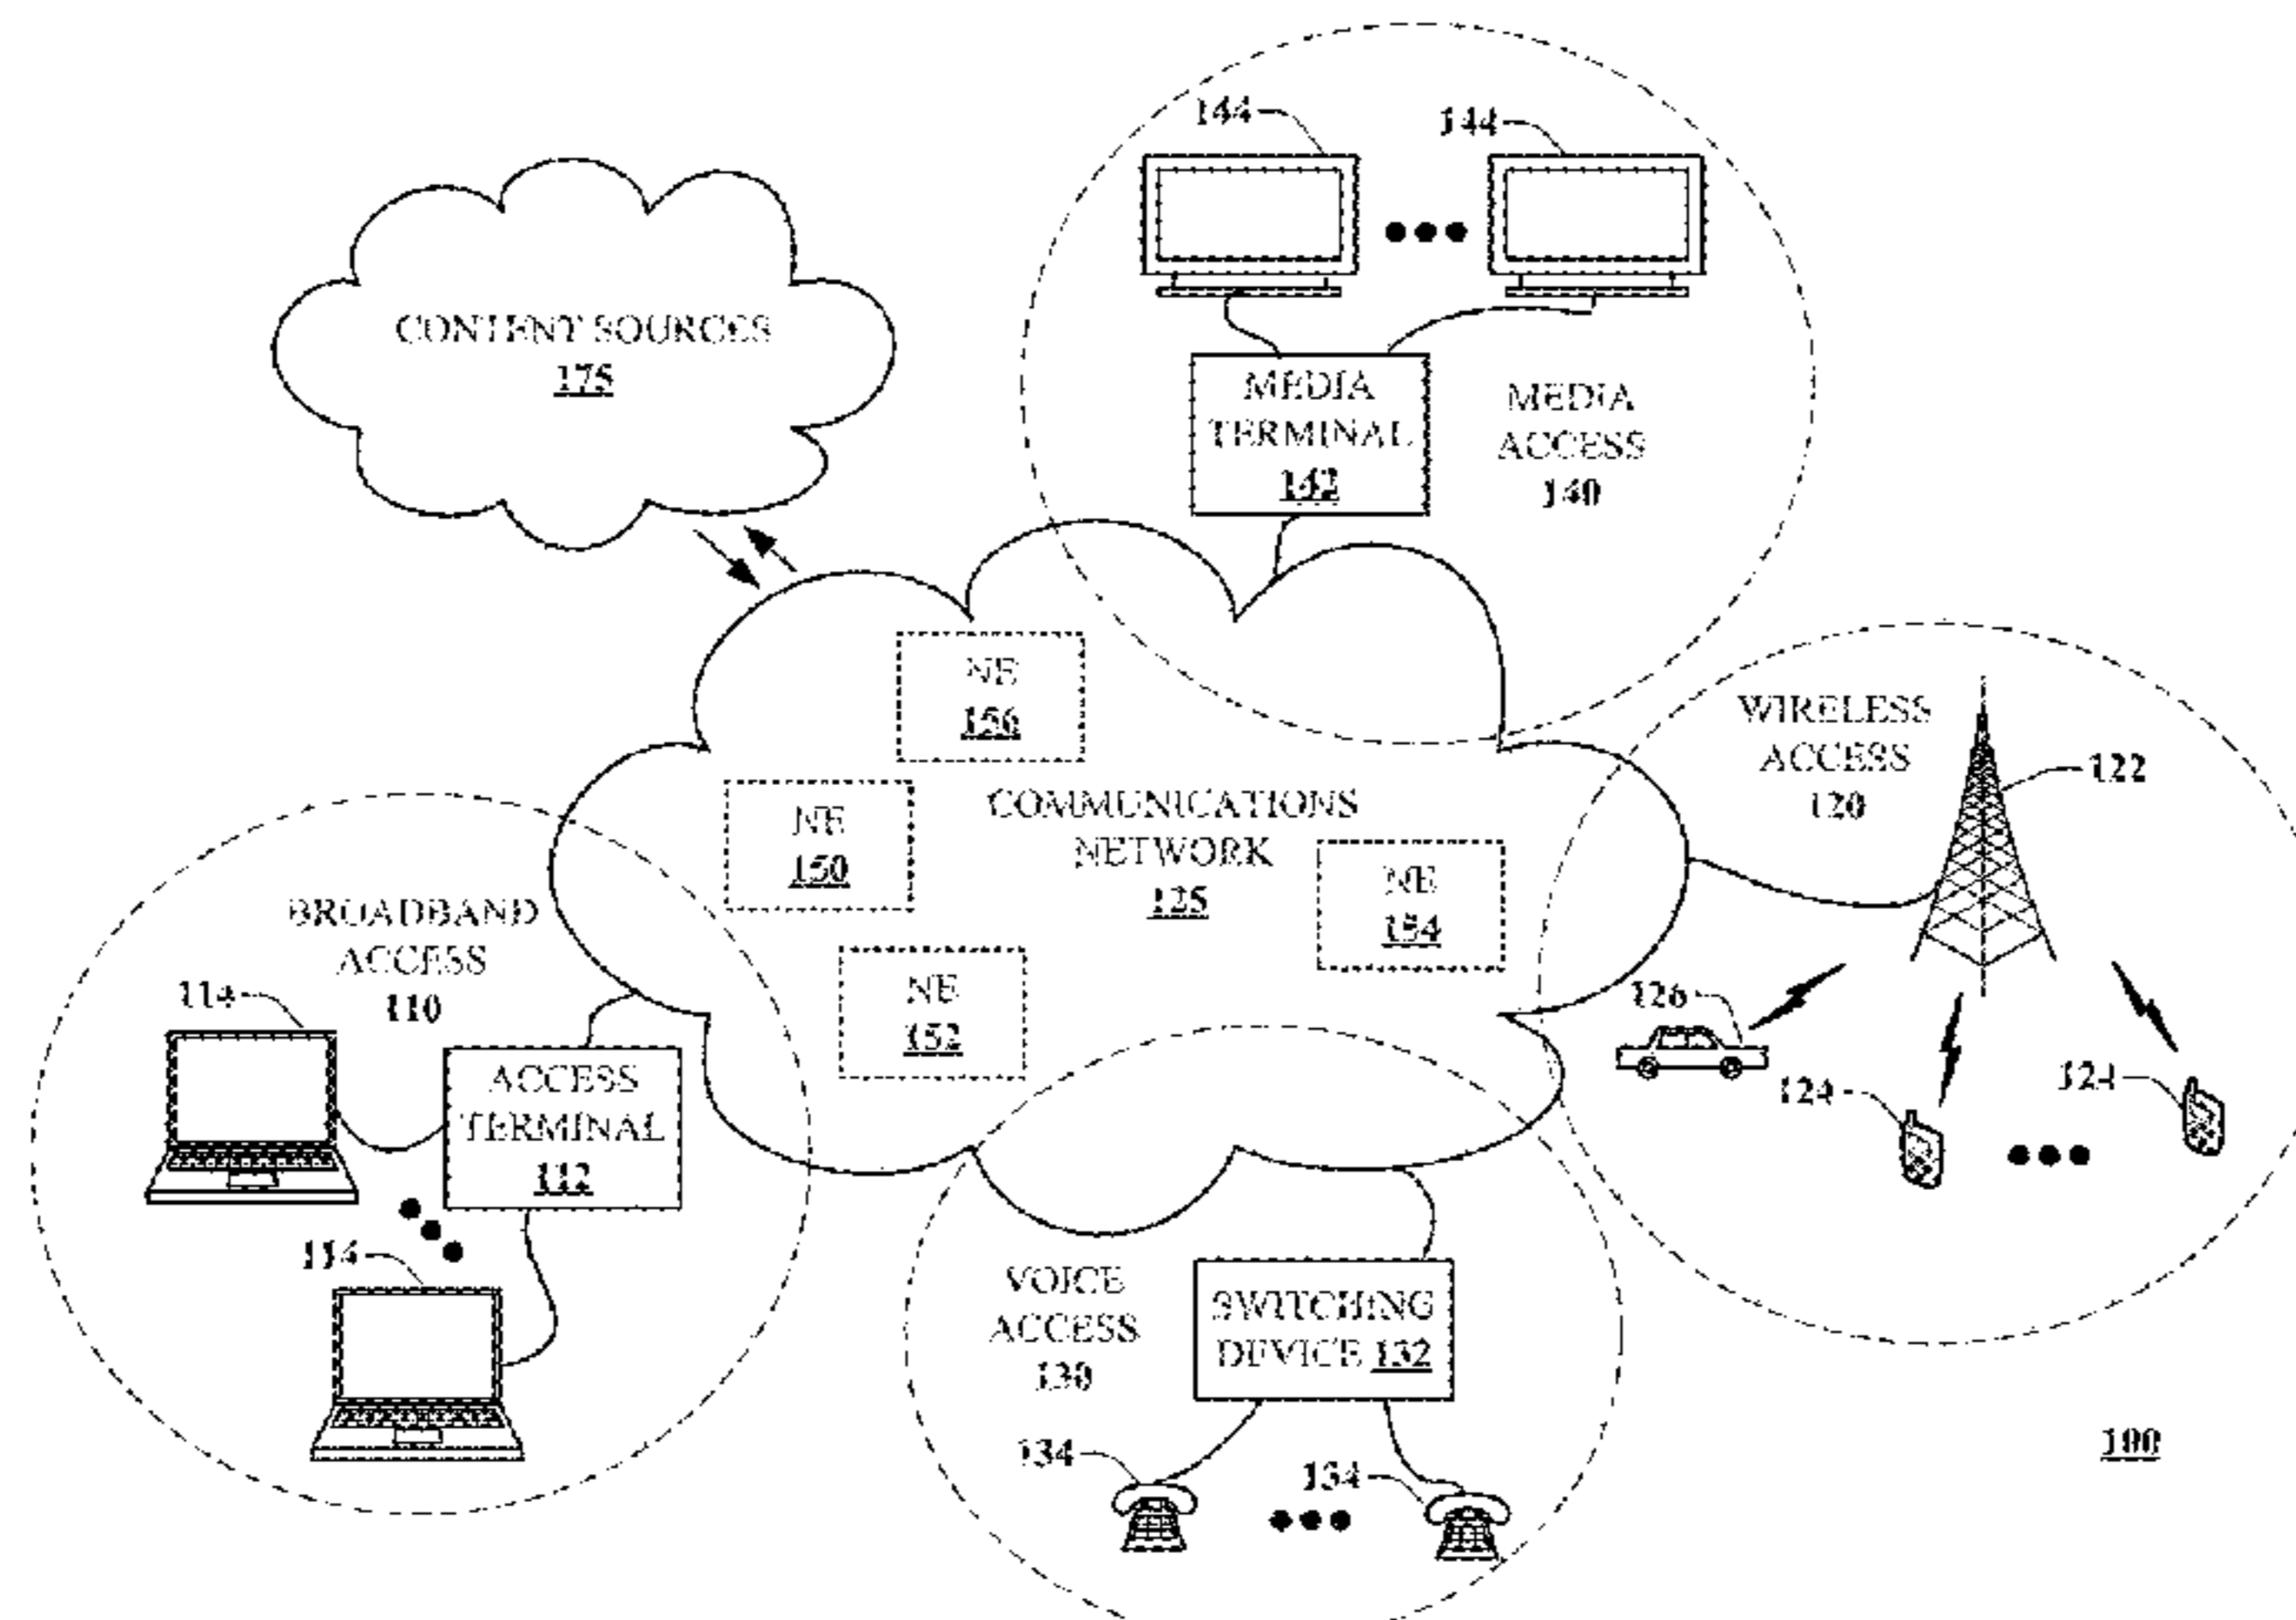 144
144
CONTENT SOURCES
175
MEDIA
TERMINAL
142
MEDIA
ACCESS
140
NE
156
WIRELESS
ACCESS
120
122
NE
150
COMMUNICATIONS
NETWORK
125
NE
154
BROADBAND
ACCESS
110
114
NE
152
126
124
124
ACCESS
TERMINAL
112
114
VOICE
ACCESS
130
SWITCHING
DEVICE 132
134
134
100